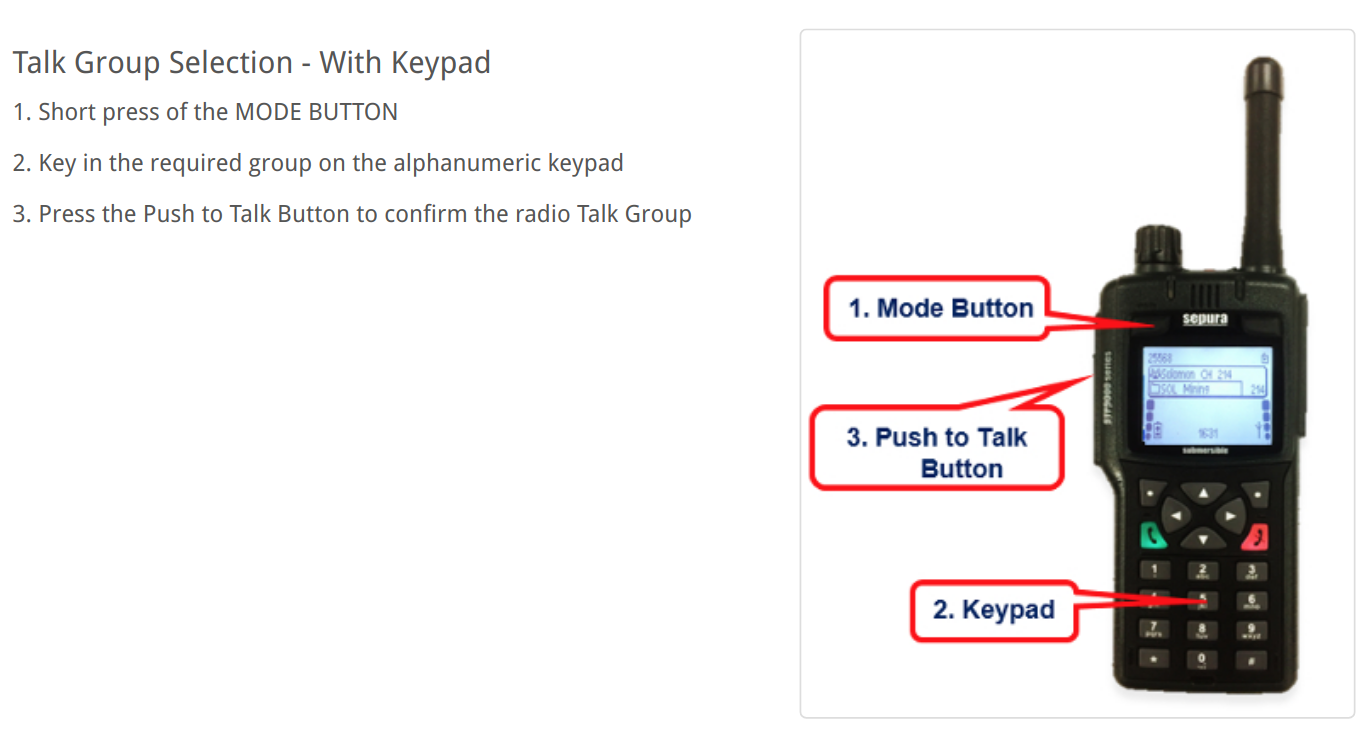 Talk Group Selection - With Keypad
1. Short press of the MODE BUTTON
2. Key in the required group on the alphanumeric keypad
3. Press the Push to Talk Button to confirm the radio Talk Group
1. Mode Button
sepura
25568
Solomon CH 214
SOL Mining 214
1631
series
submersible
3. Push to Talk
Button
1 2 abc 3 def
2. Keypad
5 6 mno
7 pqrs 8 tuv 9 wxyz
* 0 #